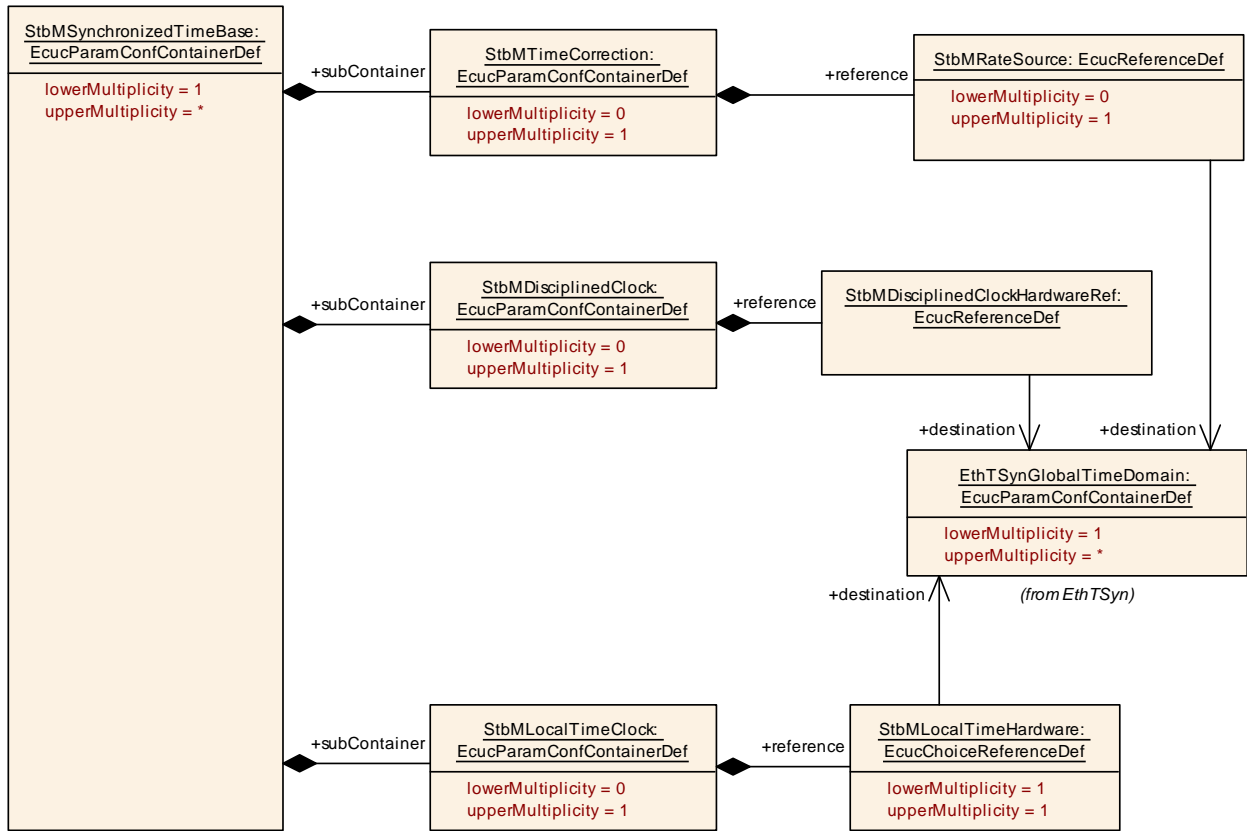 StbMSynchronizedTimeBase:
EcucParamConfContainerDef
lowerMultiplicity = 1
upperMultiplicity = *
+subContainer
StbMTimeCorrection:
EcucParamConfContainerDef
lowerMultiplicity = 0
upperMultiplicity = 1
+reference
StbMRateSource: EcucReferenceDef
lowerMultiplicity = 0
upperMultiplicity = 1
+subContainer
StbMDisciplinedClock:
EcucParamConfContainerDef
lowerMultiplicity = 0
upperMultiplicity = 1
+reference
StbMDisciplinedClockHardwareRef:
EcucReferenceDef
+destination
+destination
EthTSynGlobalTimeDomain:
EcucParamConfContainerDef
lowerMultiplicity = 1
upperMultiplicity = *
(from EthTSyn)
+destination
+subContainer
StbMLocalTimeClock:
EcucParamConfContainerDef
lowerMultiplicity = 0
upperMultiplicity = 1
+reference
StbMLocalTimeHardware:
EcucChoiceReferenceDef
lowerMultiplicity = 1
upperMultiplicity = 1